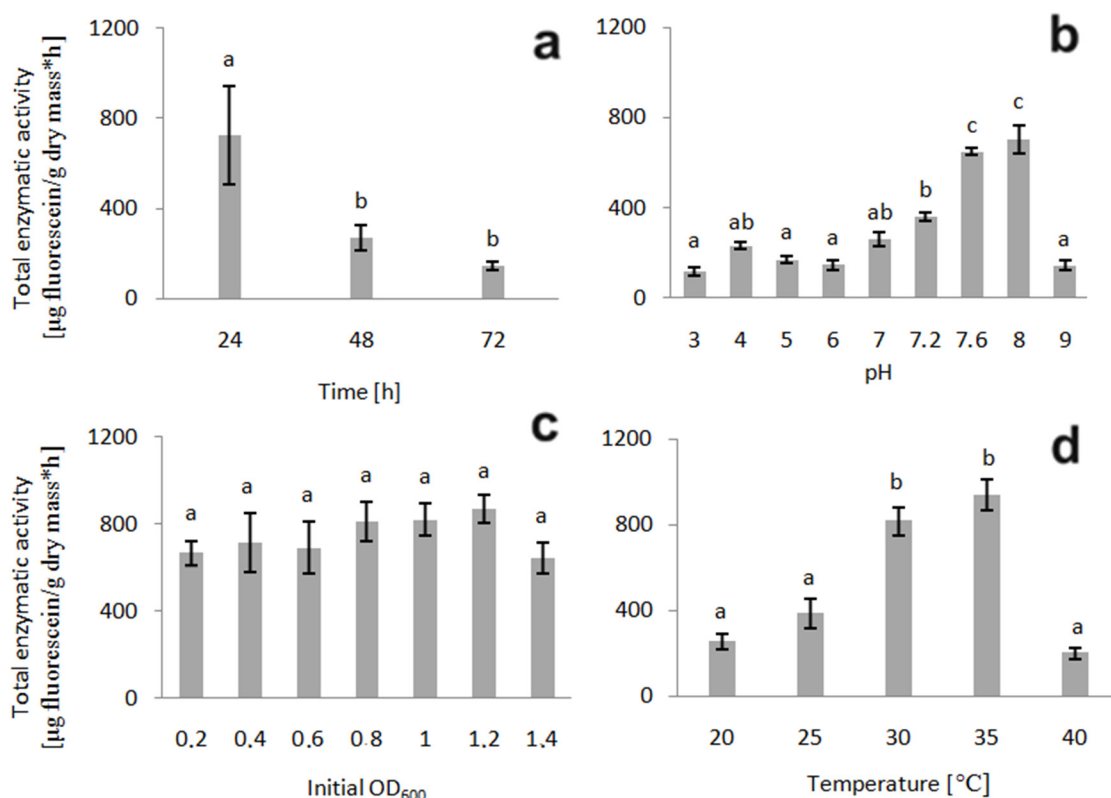 Total enzymatic activity
[µg fluorescein/g dry mass*h]
1200
800
400
0
a
b
b
a
24 48 72
Time [h]
1200
800
400
0
a ab a a ab b c c a
b
3 4 5 6 7 7.2 7.6 8 9
pH
Total enzymatic activity
[µg fluorescein/g dry mass*h]
1200
800
400
0
a a a a a a a
c
0.2 0.4 0.6 0.8 1 1.2 1.4
Initial OD600
1200
800
400
0
a a b b a
d
20 25 30 35 40
Temperature [°C]